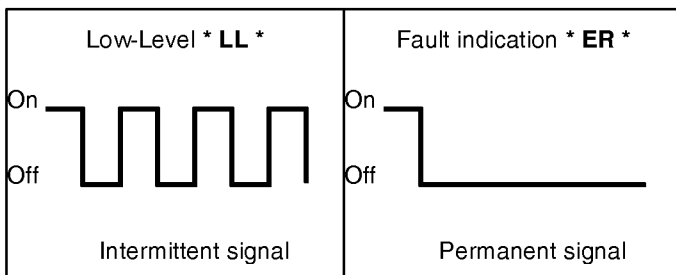 Low-Level * LL *
On
Off
Intermittent signal
Fault indication * ER *
On
Off
Permanent signal